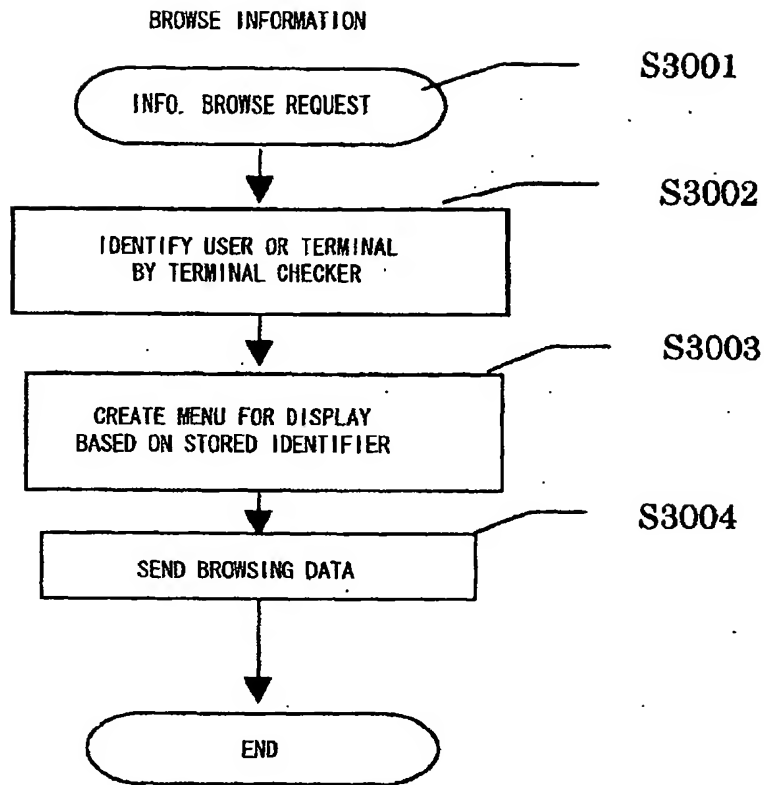 BROWSE INFORMATION
S3001
INFO. BROWSE REQUEST
S3002
IDENTIFY USER OR TERMINAL
BY TERMINAL CHECKER
S3003
CREATE MENU FOR DISPLAY
BASED ON STORED IDENTIFIER
S3004
SEND BROWSING DATA
END